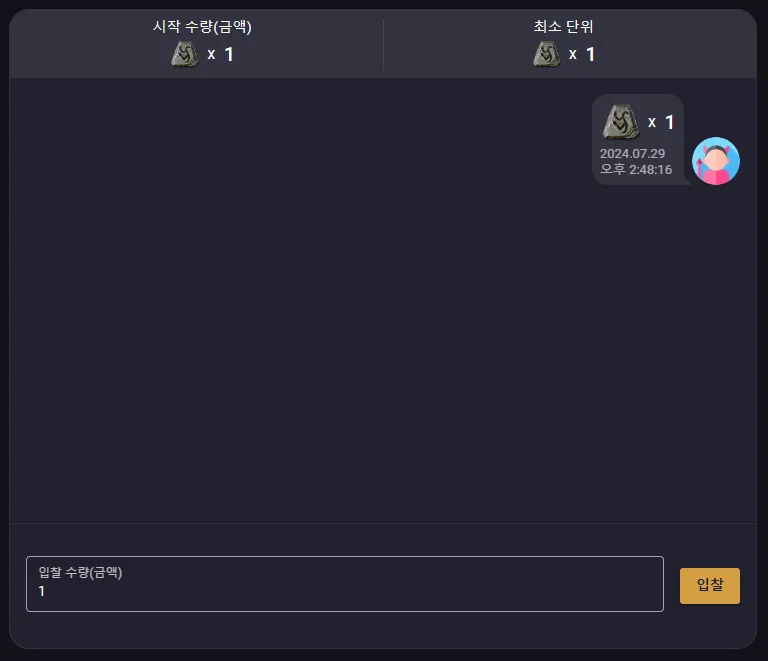 시작 수량(금액)
x 1
최소 단위
x 1
x 1
2024.07.29
오후 2:48:16
입찰 수량(금액)
1
입찰